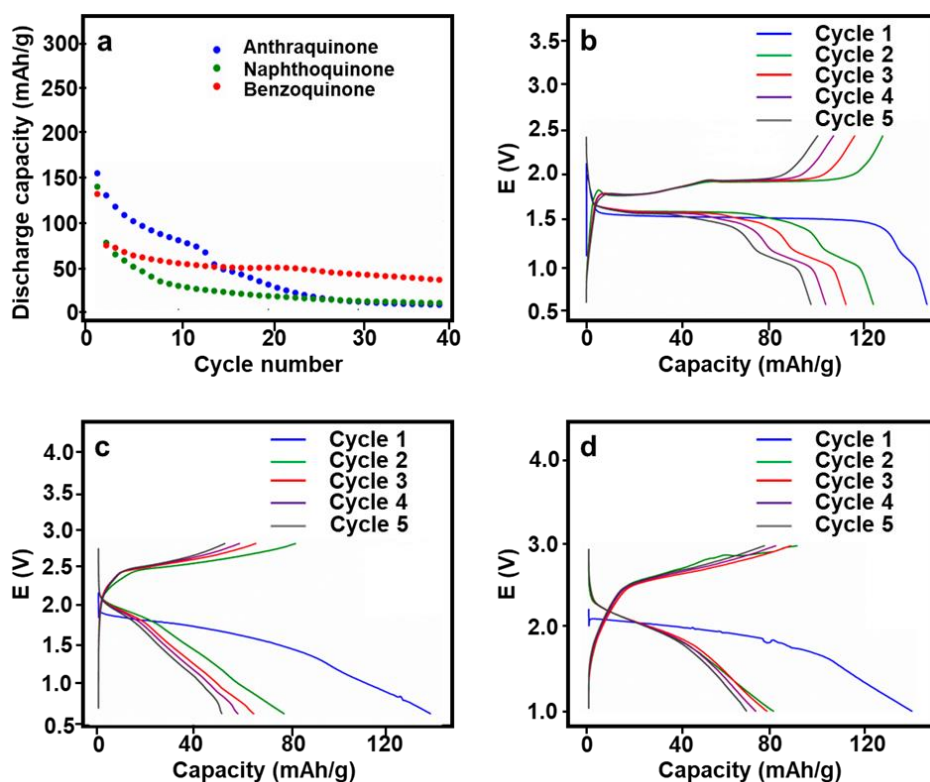 a
Anthraquinone
Naphthoquinone
Benzoquinone
Discharge capacity (mAh/g)
300
250
200
150
100
50
0
0
10
20
30
40
Cycle number
b
Cycle 1
Cycle 2
Cycle 3
Cycle 4
Cycle 5
E (V)
3.5
3.0
2.5
2.0
1.5
1.0
0.5
0
40
80
120
Capacity (mAh/g)
c
Cycle 1
Cycle 2
Cycle 3
Cycle 4
Cycle 5
E (V)
4.0
3.5
3.0
2.5
2.0
1.5
1.0
0.5
0
40
80
120
Capacity (mAh/g)
d
Cycle 1
Cycle 2
Cycle 3
Cycle 4
Cycle 5
E (V)
4.0
3.0
2.0
1.0
0
40
80
120
Capacity (mAh/g)